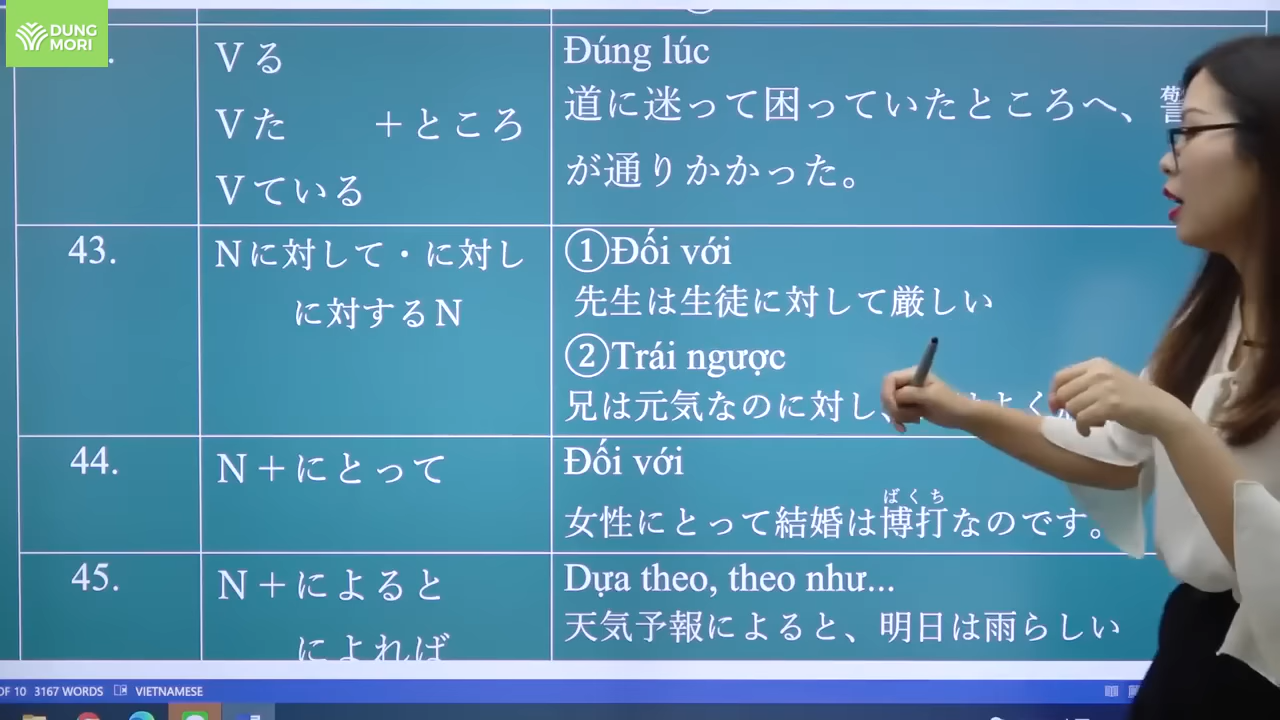 DUNG
MORI
Vる
Vた ＋ところ
Vている
Đúng lúc
道に迷って困っていたところへ、警
が通りかかった。
43.
Nに対して・に対し
に対するN
①Đối với
先生は生徒に対して厳しい
②Trái ngược
兄は元気なのに対し、
よく
44.
N＋にとって
Đối với
女性にとって結婚は博打なのです。
ばくち
45.
N＋によると
によれば
Dựa theo, theo như...
天気予報によると、明日は雨らしい
OF 10 3167 WORDS VIETNAMESE